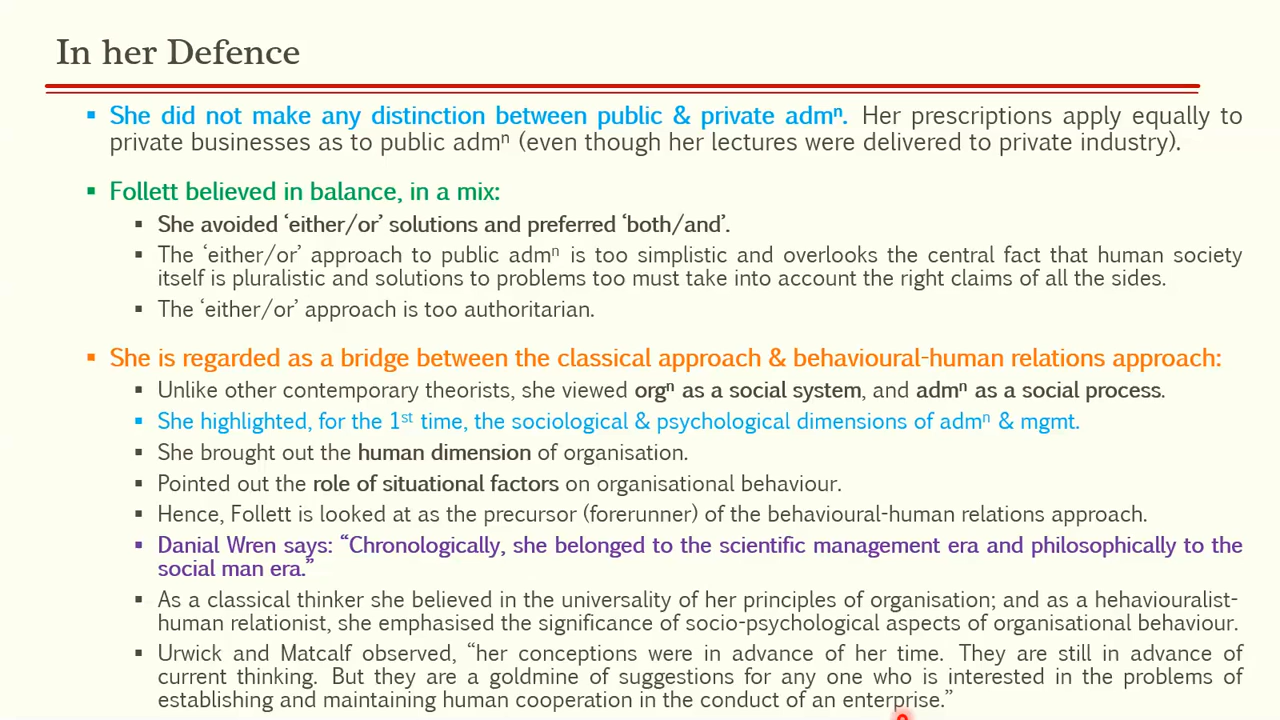 In her Defence
▪ She did not make any distinction between public & private admⁿ. Her prescriptions apply equally to
private businesses as to public admⁿ (even though her lectures were delivered to private industry).
▪ Follett believed in balance, in a mix:
▪ She avoided ‘either/or’ solutions and preferred ‘both/and’.
▪ The ‘either/or’ approach to public admⁿ is too simplistic and overlooks the central fact that human society
itself is pluralistic and solutions to problems too must take into account the right claims of all the sides.
▪ The ‘either/or’ approach is too authoritarian.
▪ She is regarded as a bridge between the classical approach & behavioural-human relations approach:
▪ Unlike other contemporary theorists, she viewed orgⁿ as a social system, and admⁿ as a social process.
▪ She highlighted, for the 1ˢᵗ time, the sociological & psychological dimensions of admⁿ & mgmt.
▪ She brought out the human dimension of organisation.
▪ Pointed out the role of situational factors on organisational behaviour.
▪ Hence, Follett is looked at as the precursor (forerunner) of the behavioural-human relations approach.
▪ Danial Wren says: “Chronologically, she belonged to the scientific management era and philosophically to the
social man era.”
▪ As a classical thinker she believed in the universality of her principles of organisation; and as a hehaviouralist-
human relationist, she emphasised the significance of socio-psychological aspects of organisational behaviour.
▪ Urwick and Matcalf observed, “her conceptions were in advance of her time. They are still in advance of
current thinking. But they are a goldmine of suggestions for any one who is interested in the problems of
establishing and maintaining human cooperation in the conduct of an enterprise.”